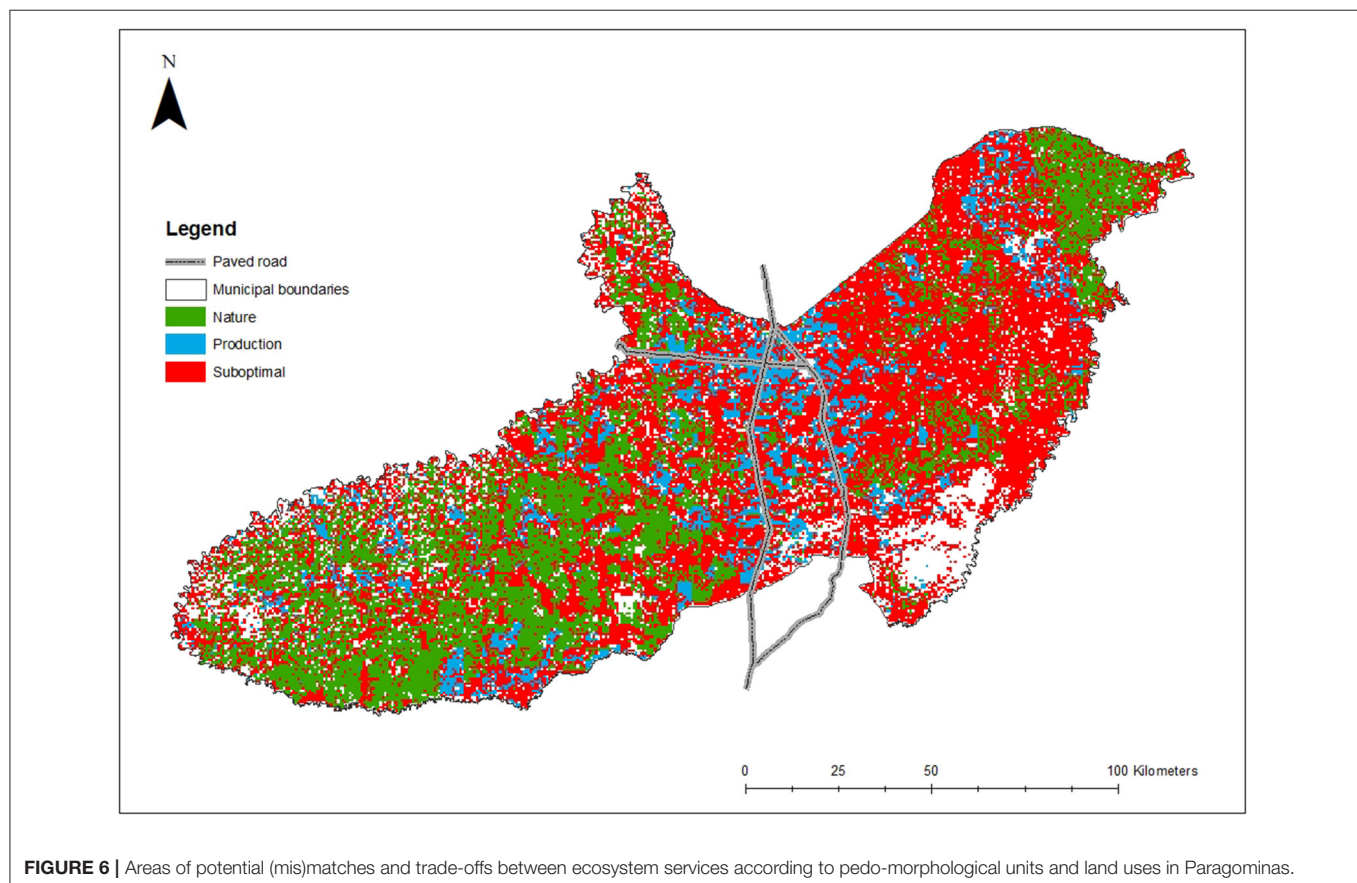 N
Legend
Paved road
Municipal boundaries
Nature
Production
Suboptimal
0 25 50 100 Kilometers
FIGURE 6 | Areas of potential (mis)matches and trade-offs between ecosystem services according to pedo-morphological units and land uses in Paragominas.